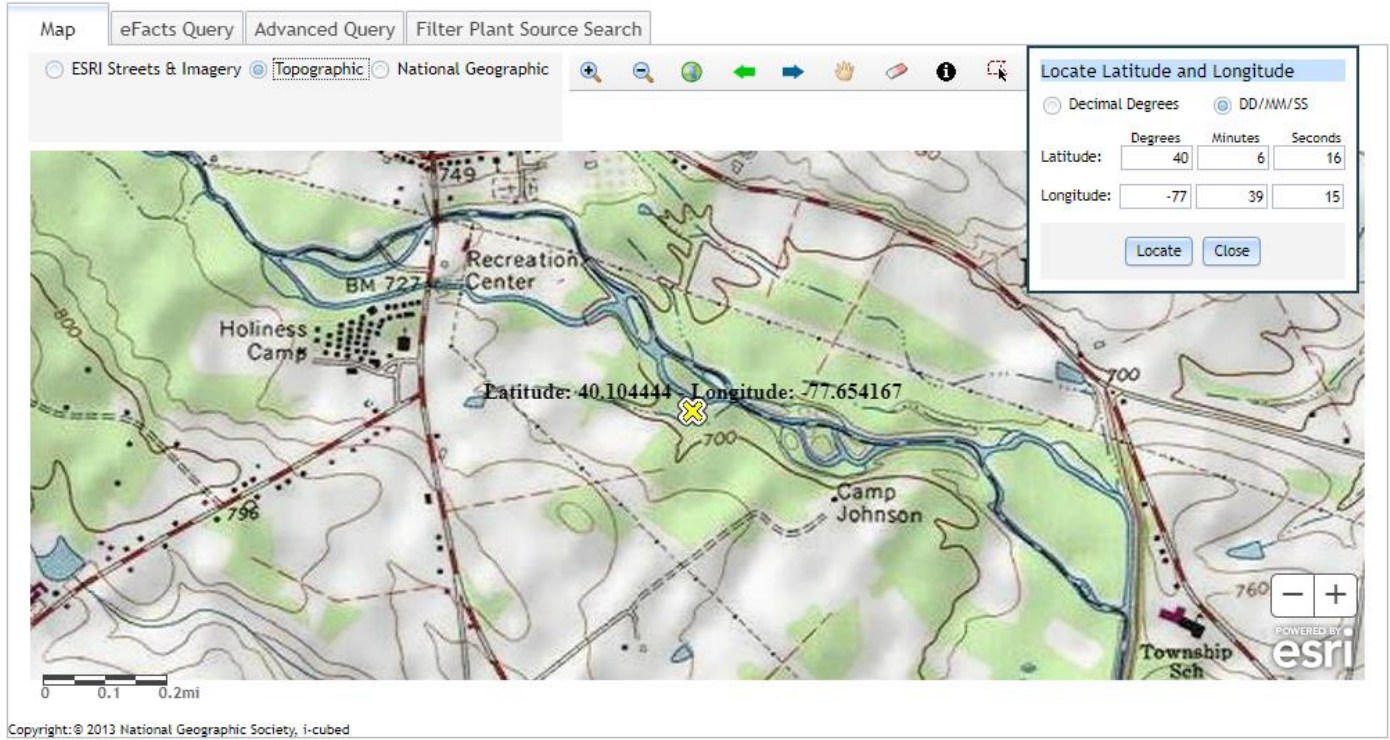 Map eFacts Query Advanced Query Filter Plant Source Search
ESRI Streets & Imagery Topographic National Geographic
Locate Latitude and Longitude
Decimal Degrees DD/MM/SS
Degrees Minutes Seconds
Latitude: 40 6 16
Longitude: -77 39 15
Locate Close
749
Recreation
Center
BM 727
800
Holiness
Camp
Latitude: 40.104444 Longitude: -77.654167
700
700
796
Camp
Johnson
760
Township
Sch
POWERED BY
esri
0 0.1 0.2mi
Copyright:© 2013 National Geographic Society, i-cubed